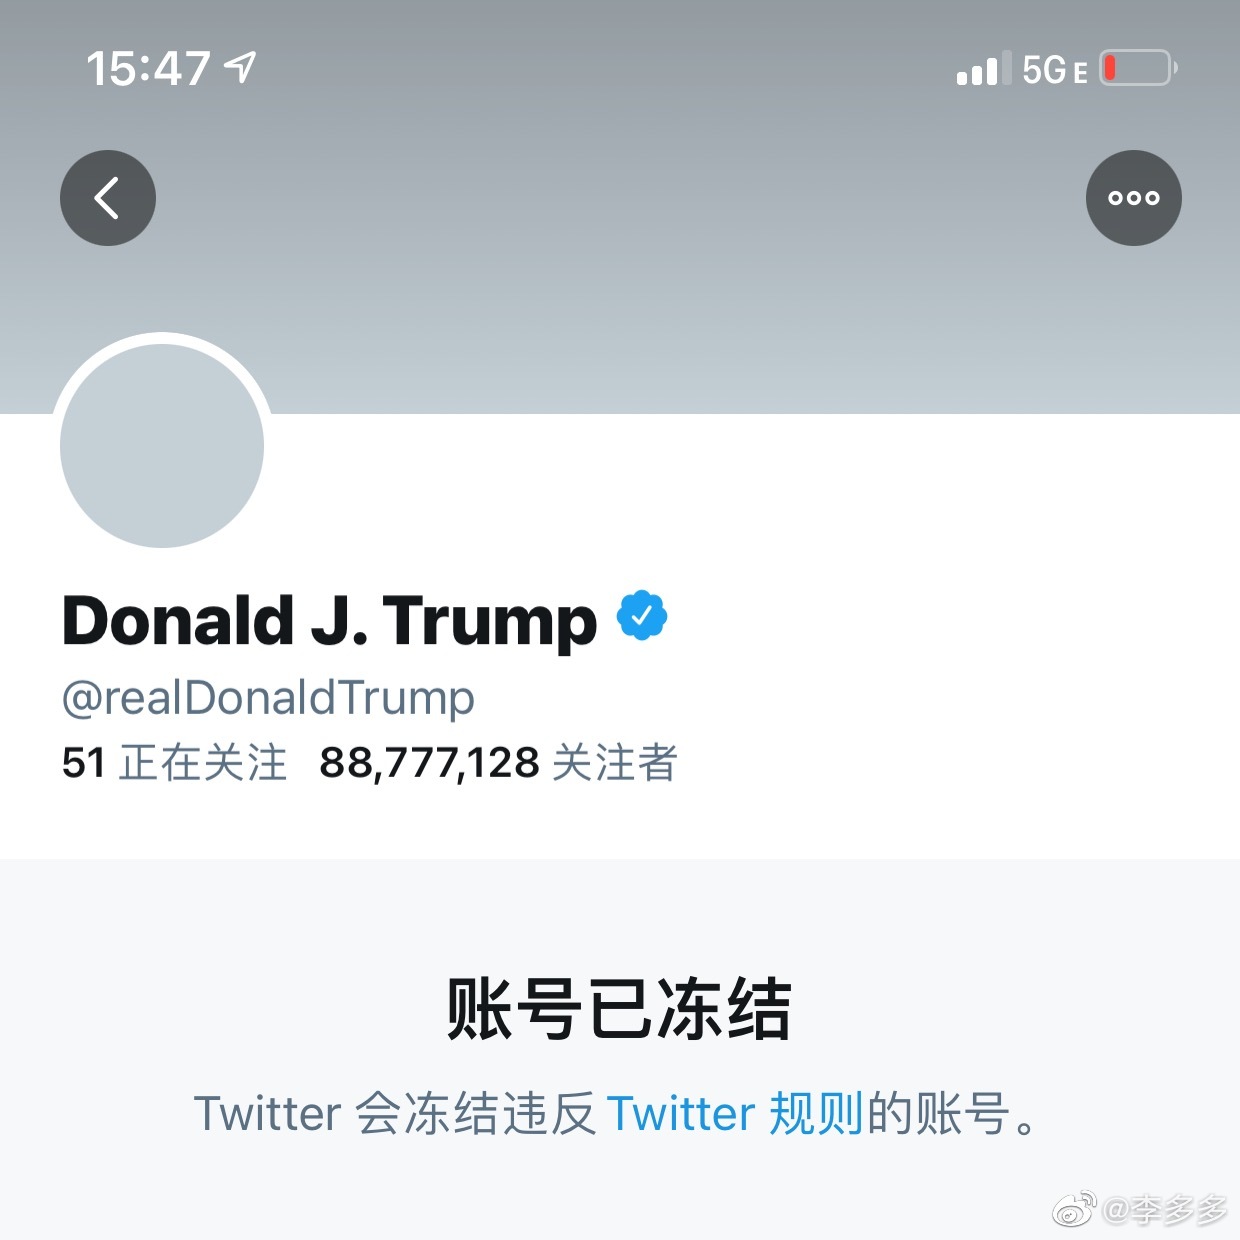 15:47
5G E
Donald J. Trump
@realDonaldTrump
51 正在关注 88,777,128 关注者
账号已冻结
Twitter 会冻结违反 Twitter 规则的账号。
@李多多